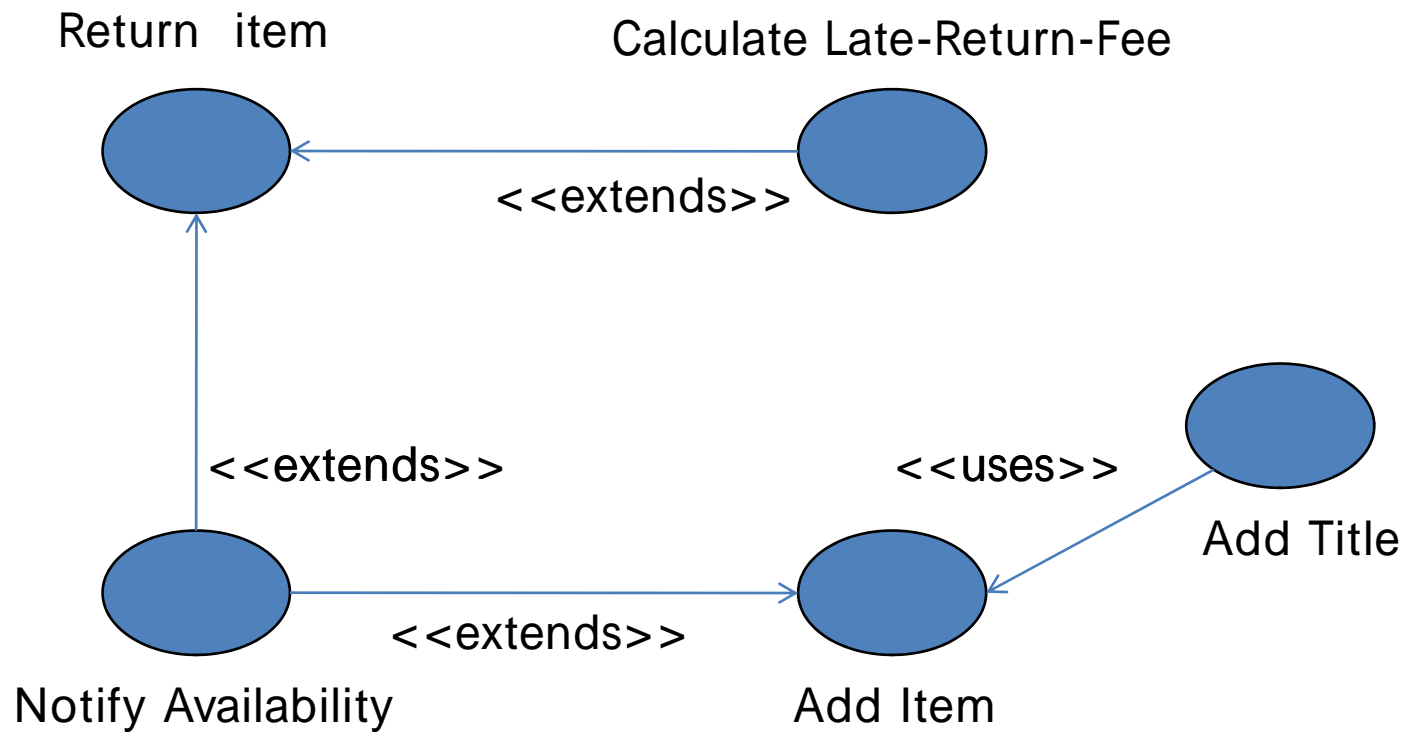 Return item
Calculate Late-Return-Fee
<<extends>>
<<extends>>
<<uses>>
Add Title
<<extends>>
Notify Availability
Add Item